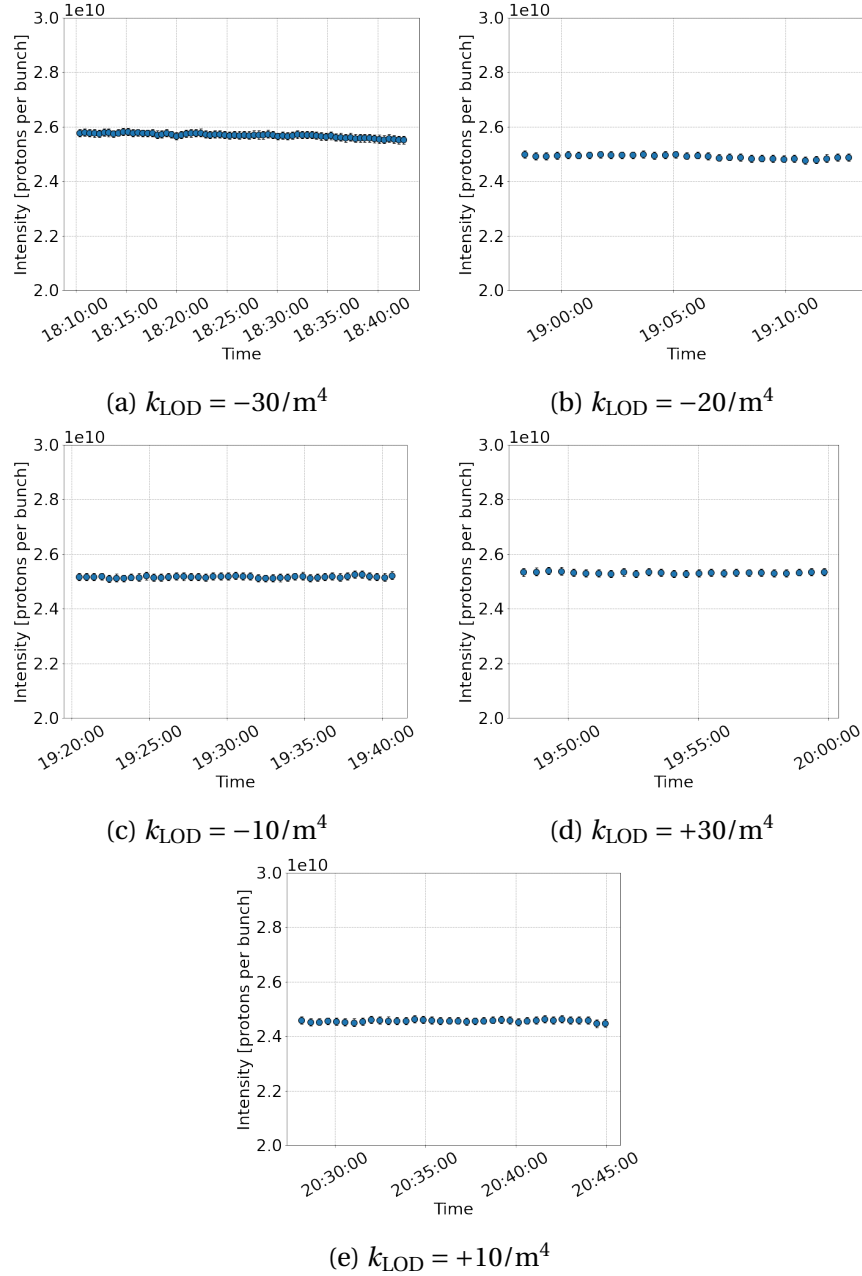 1e10
3.0
2.8
2.6
2.4
2.2
2.0
Intensity [protons per bunch]
18:10:00
18:15:00
18:20:00
18:25:00
18:30:00
18:35:00
18:40:00
Time
(a) kLOD = −30/m⁴
1e10
3.0
2.8
2.6
2.4
2.2
2.0
Intensity [protons per bunch]
19:00:00
19:05:00
19:10:00
Time
(b) kLOD = −20/m⁴
1e10
3.0
2.8
2.6
2.4
2.2
2.0
Intensity [protons per bunch]
19:20:00
19:25:00
19:30:00
19:35:00
19:40:00
Time
(c) kLOD = −10/m⁴
1e10
3.0
2.8
2.6
2.4
2.2
2.0
Intensity [protons per bunch]
19:50:00
19:55:00
20:00:00
Time
(d) kLOD = +30/m⁴
1e10
3.0
2.8
2.6
2.4
2.2
2.0
Intensity [protons per bunch]
20:30:00
20:35:00
20:40:00
20:45:00
Time
(e) kLOD = +10/m⁴